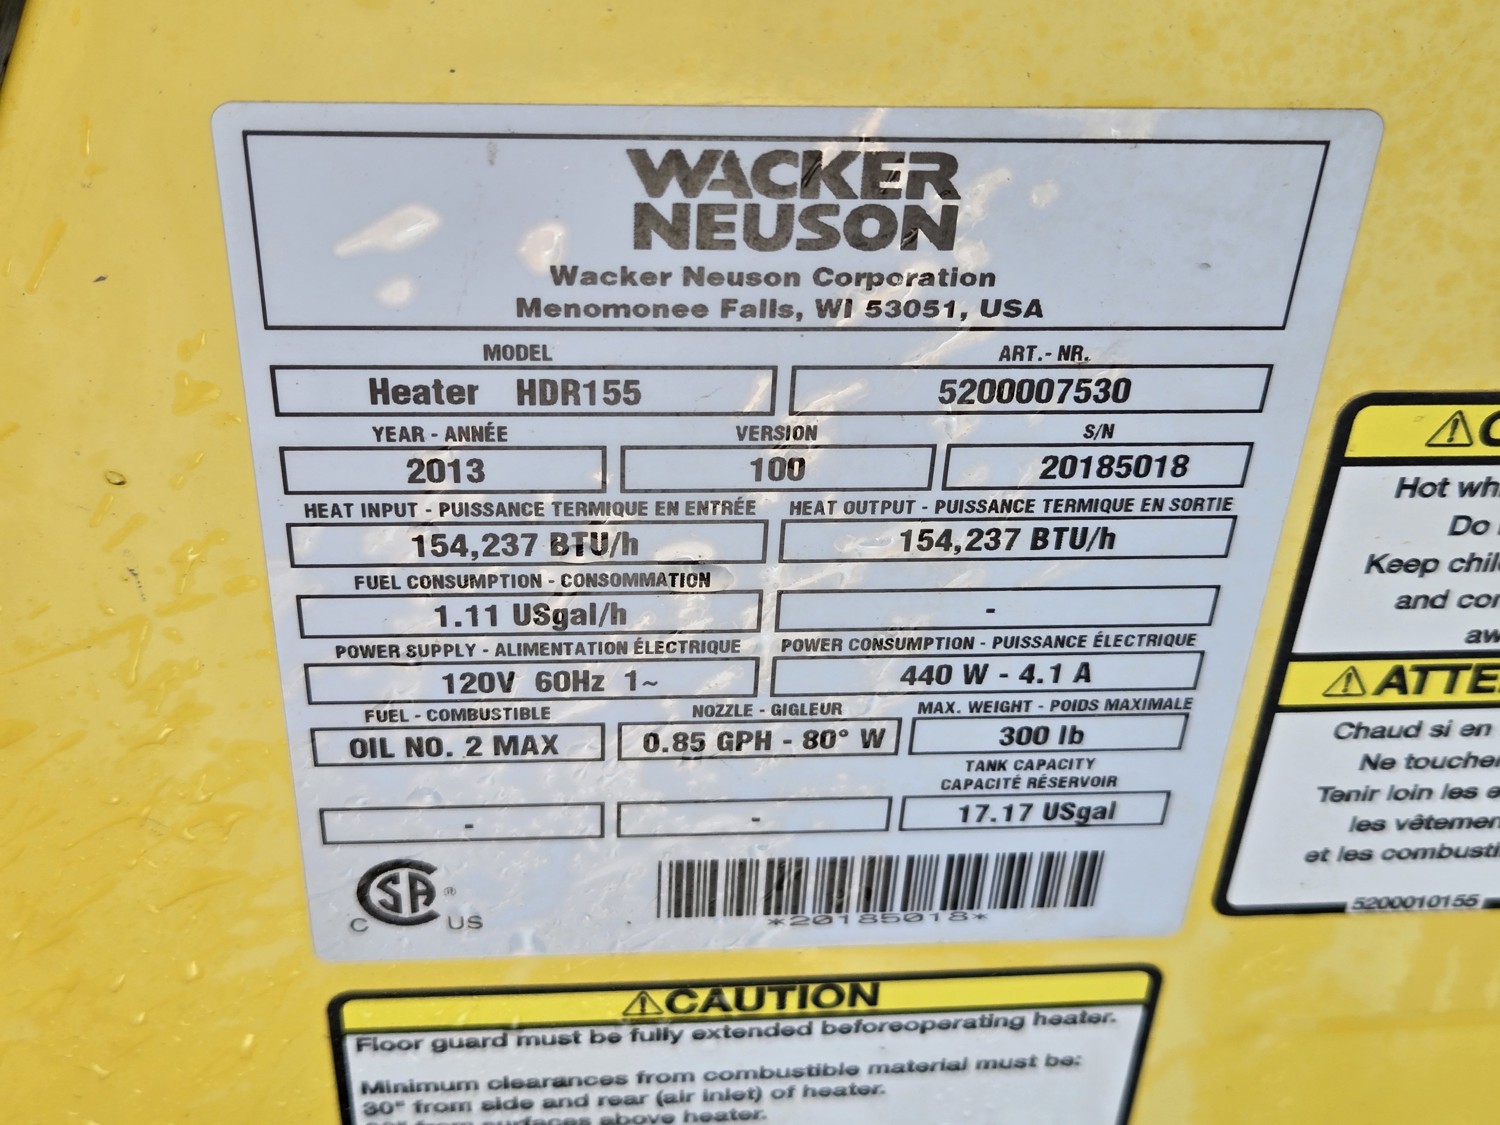 WACKER
NEUSON
Wacker Neuson Corporation
Menomonee Falls, WI 53051, USA
MODEL
Heater HDR155
ART.- NR.
5200007530
YEAR - ANNÉE
2013
VERSION
100
S/N
20185018
HEAT INPUT - PUISSANCE TERMIQUE EN ENTRÉE
154,237 BTU/h
HEAT OUTPUT - PUISSANCE TERMIQUE EN SORTIE
154,237 BTU/h
FUEL CONSUMPTION - CONSOMMATION
1.11 USgal/h
-
POWER SUPPLY - ALIMENTATION ÉLECTRIQUE
120V 60Hz 1~
POWER CONSUMPTION - PUISSANCE ÉLECTRIQUE
440 W - 4.1 A
FUEL - COMBUSTIBLE
OIL NO. 2 MAX
NOZZLE - GIGLEUR
0.85 GPH - 80° W
MAX. WEIGHT - POIDS MAXIMALE
300 lb
TANK CAPACITY
CAPACITÉ RÉSERVOIR
17.17 USgal
-
-
C CSA ® US
*20185018*
⚠CAUTION
Floor guard must be fully extended beforeoperating heater.
Minimum clearances from combustible material must be:
30" from side and rear (air inlet) of heater.
from surfaces above heater.
⚠C
Hot wh
Do
Keep chil
and co
aw
⚠ATTE
Chaud si en
Ne touche
Tenir loin les e
les vêtemen
et les combusti
5200010155